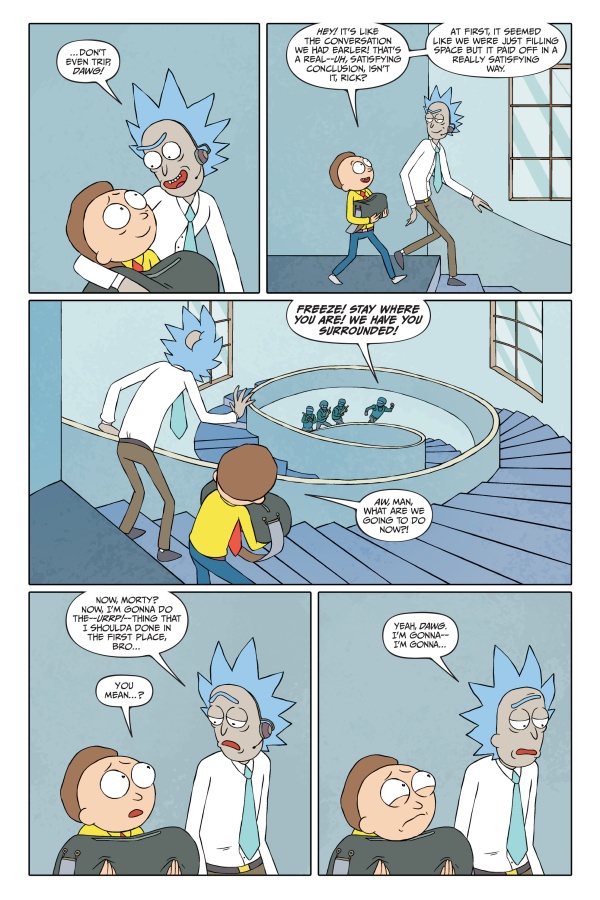 ...DON'T
EVEN TRIP,
DAWG!
HEY! IT'S LIKE
THE CONVERSATION
WE HAD EARLER! THAT'S
A REAL--UH, SATISFYING
CONCLUSION, ISN'T
IT, RICK?
AT FIRST, IT SEEMED
LIKE WE WERE JUST FILLING
SPACE BUT IT PAID OFF IN A
REALLY SATISFYING
WAY.
FREEZE! STAY WHERE
YOU ARE! WE HAVE YOU
SURROUNDED!
AW, MAN,
WHAT ARE WE
GOING TO DO
NOW?!
NOW, MORTY?
NOW, I'M GONNA DO
THE--URRP!--THING THAT
I SHOULDA DONE IN
THE FIRST PLACE,
BRO...
YOU
MEAN...?
YEAH, DAWG.
I'M GONNA--
I'M GONNA...